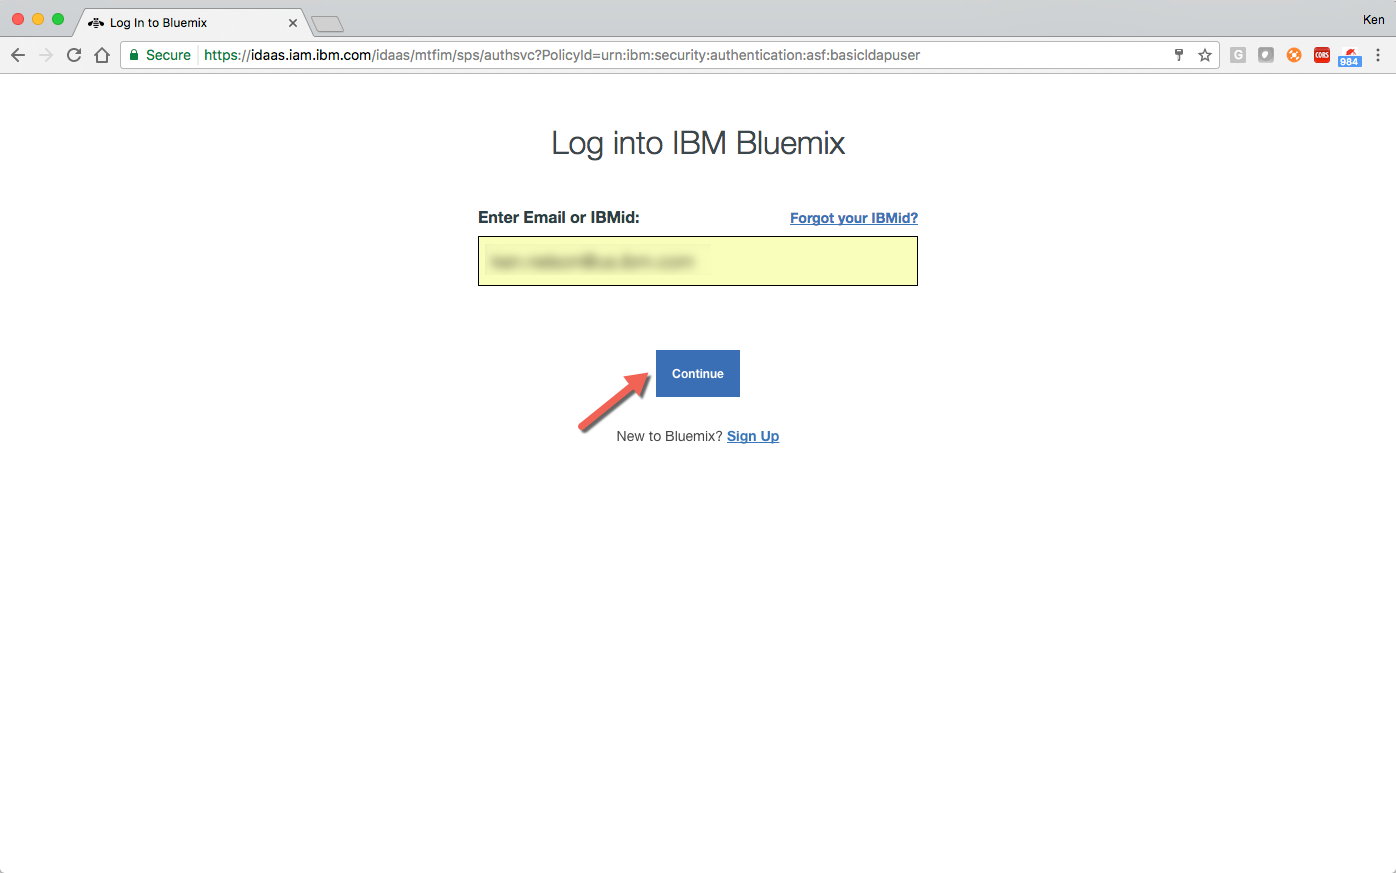 Log In to Bluemix
Ken
Secure https://idaas.iam.ibm.com/idaas/mtfim/sps/authsvc?PolicyId=urn:ibm:security:authentication:asf:basicldapuser
G
CORS
984
Log into IBM Bluemix
Enter Email or IBMid: Forgot your IBMid?
Continue
New to Bluemix? Sign Up